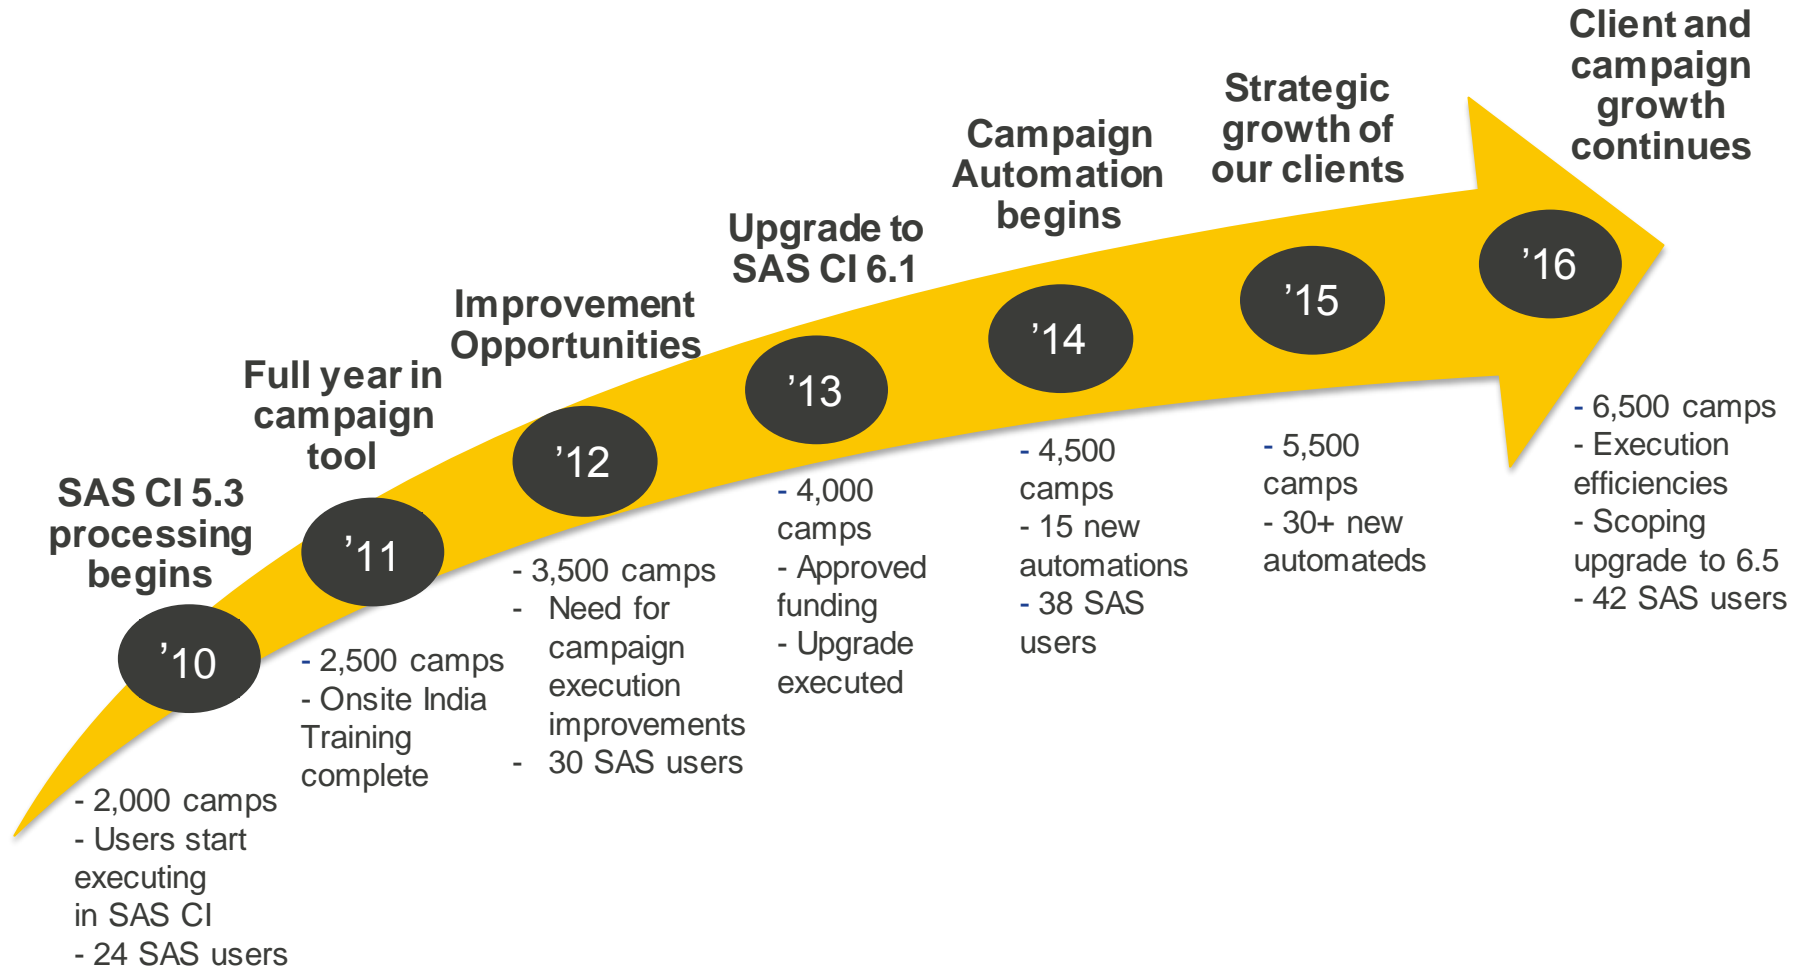 SAS CI 5.3
processing
begins
’10
- 2,000 camps
- Users start
executing
in SAS CI
- 24 SAS users
Full year in
campaign
tool
’11
- 2,500 camps
- Onsite India
Training
complete
Improvement
Opportunities
’12
- 3,500 camps
- Need for
campaign
execution
improvements
- 30 SAS users
Upgrade to
SAS CI 6.1
’13
- 4,000
camps
- Approved
funding
- Upgrade
executed
Campaign
Automation
begins
’14
- 4,500
camps
- 15 new
automations
- 38 SAS
users
Strategic
growth of
our clients
’15
- 5,500
camps
- 30+ new
automateds
Client and
campaign
growth
continues
’16
- 6,500 camps
- Execution
efficiencies
- Scoping
upgrade to 6.5
- 42 SAS users